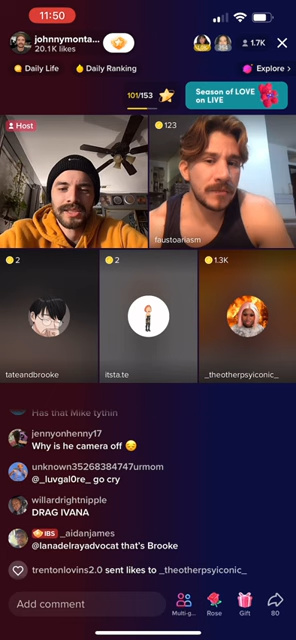 11:50
johnnymonta...
20.1K likes
1.7K
Daily Life
Daily Ranking
Explore >
101/153
Season of LOVE
on LIVE
Host
123
faustoariasm
2
2
1.3K
tateandbrooke
itsta.te
_theotherpsyiconic_
Has that Mike tythin
jennyonhenny17
Why is he camera off
unknown35268384747urmom
@_luvgal0re_ go cry
willardrightnipple
DRAG IVANA
IBS _aidanjames
@lanadelrayadvocat that's Brooke
trentonlovins2.0 sent likes to _theotherpsyiconic_
Add comment
Multi-g...
Rose
Gift
80